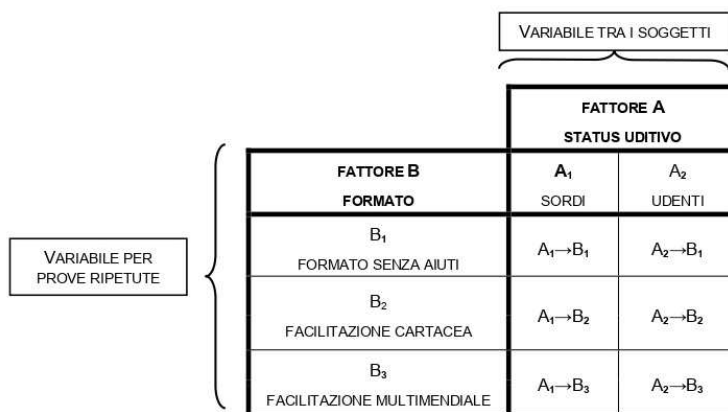 VARIABILE TRA I SOGGETTI
FATTORE A
STATUS UDITIVO
FATTORE B
FORMATO
A₁
SORDI
A₂
UDENTI
VARIABILE PER
PROVE RIPETUTE
B₁
FORMATO SENZA AIUTI
A₁→B₁
A₂→B₁
B₂
FACILITAZIONE CARTACEA
A₁→B₂
A₂→B₂
B₃
FACILITAZIONE MULTIMENDIALE
A₁→B₃
A₂→B₃